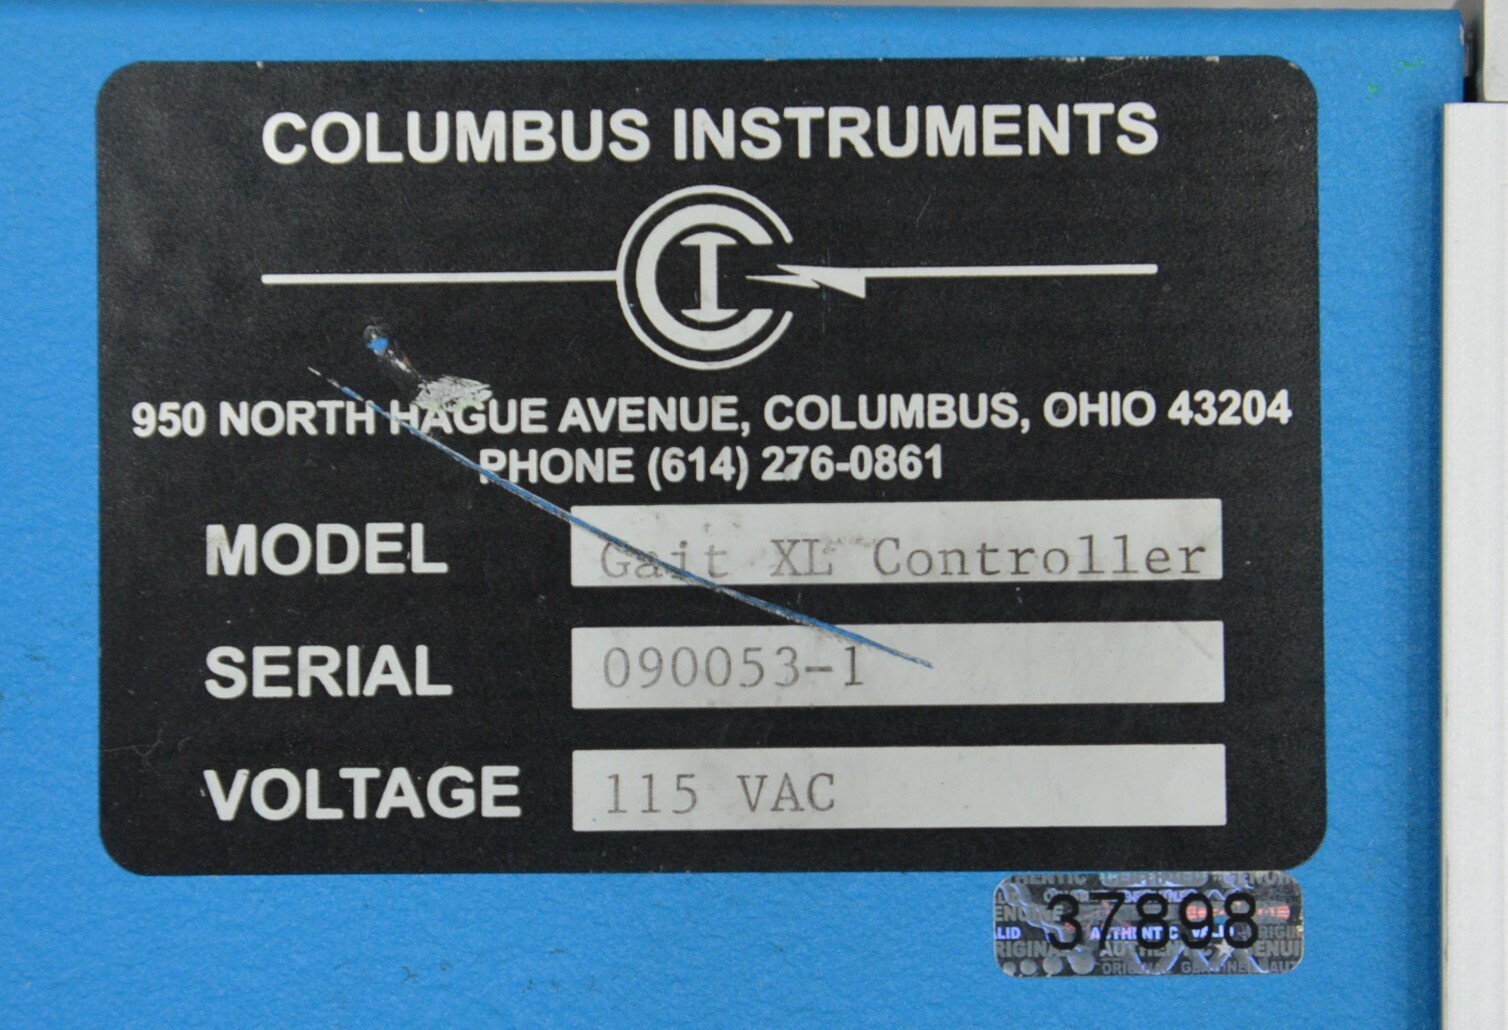 COLUMBUS INSTRUMENTS
CI
950 NORTH HAGUE AVENUE, COLUMBUS, OHIO 43204
PHONE (614) 276-0861
MODEL Gait XL Controller
SERIAL 090053-1
VOLTAGE 115 VAC
37898